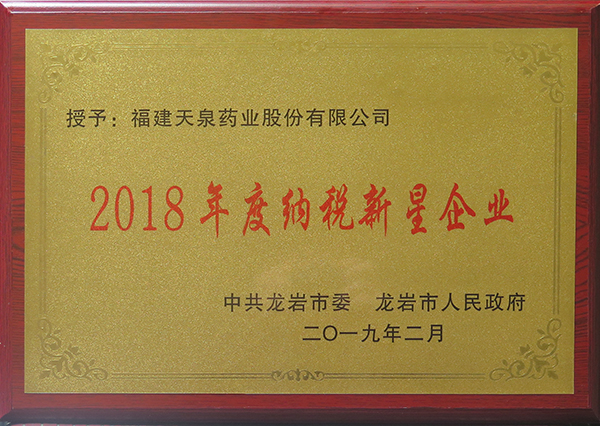 授予：福建天泉药业股份有限公司
2018年度纳税新星企业
中共龙岩市委　龙岩市人民政府
二〇一九年二月